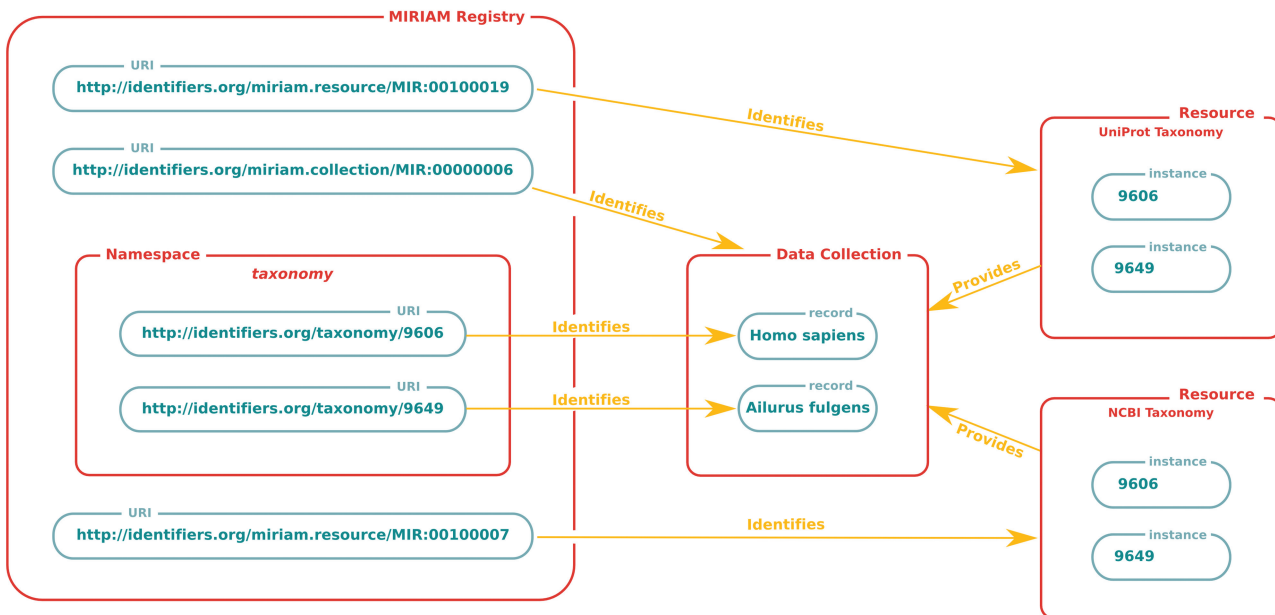 MIRIAM Registry
URI
http://identifiers.org/miriam.resource/MIR:00100019
URI
http://identifiers.org/miriam.collection/MIR:00000006
Namespace
taxonomy
URI
http://identifiers.org/taxonomy/9606
URI
http://identifiers.org/taxonomy/9649
URI
http://identifiers.org/miriam.resource/MIR:00100007
Identifies
Identifies
Identifies
Identifies
Identifies
Data Collection
record
Homo sapiens
record
Ailurus fulgens
Provides
Provides
Resource
UniProt Taxonomy
instance
9606
instance
9649
Resource
NCBI Taxonomy
instance
9606
instance
9649